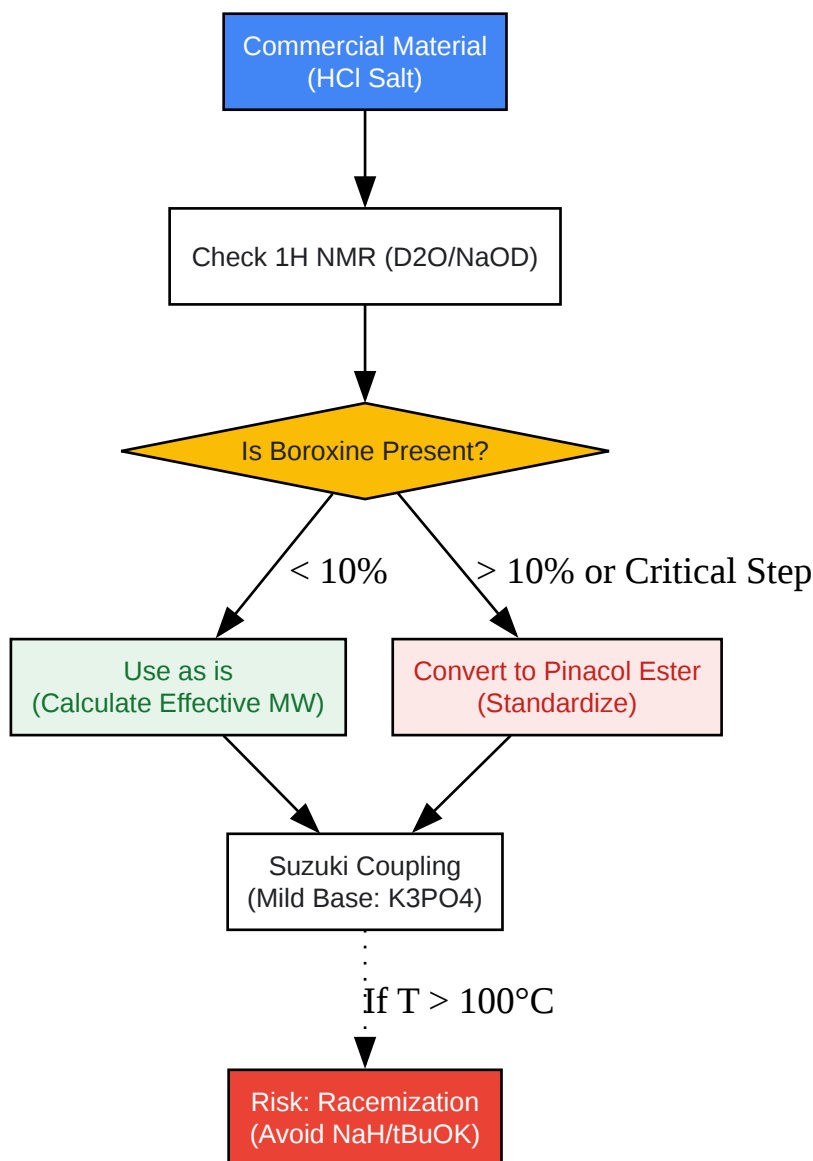 Commercial Material
(HCl Salt)
Check 1H NMR (D2O/NaOD)
Is Boroxine Present?
< 10%
> 10% or Critical Step
Use as is
(Calculate Effective MW)
Convert to Pinacol Ester
(Standardize)
Suzuki Coupling
(Mild Base: K3PO4)
If T > 100°C
Risk: Racemization
(Avoid NaH/tBuOK)